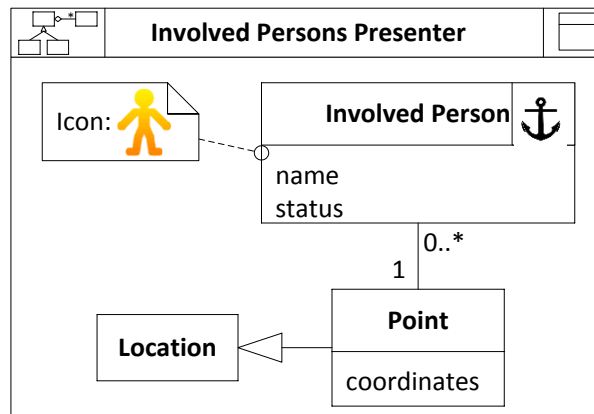 *
Involved Persons Presenter
Icon:
Involved Person
name
status
0..*
1
Point
Location
coordinates